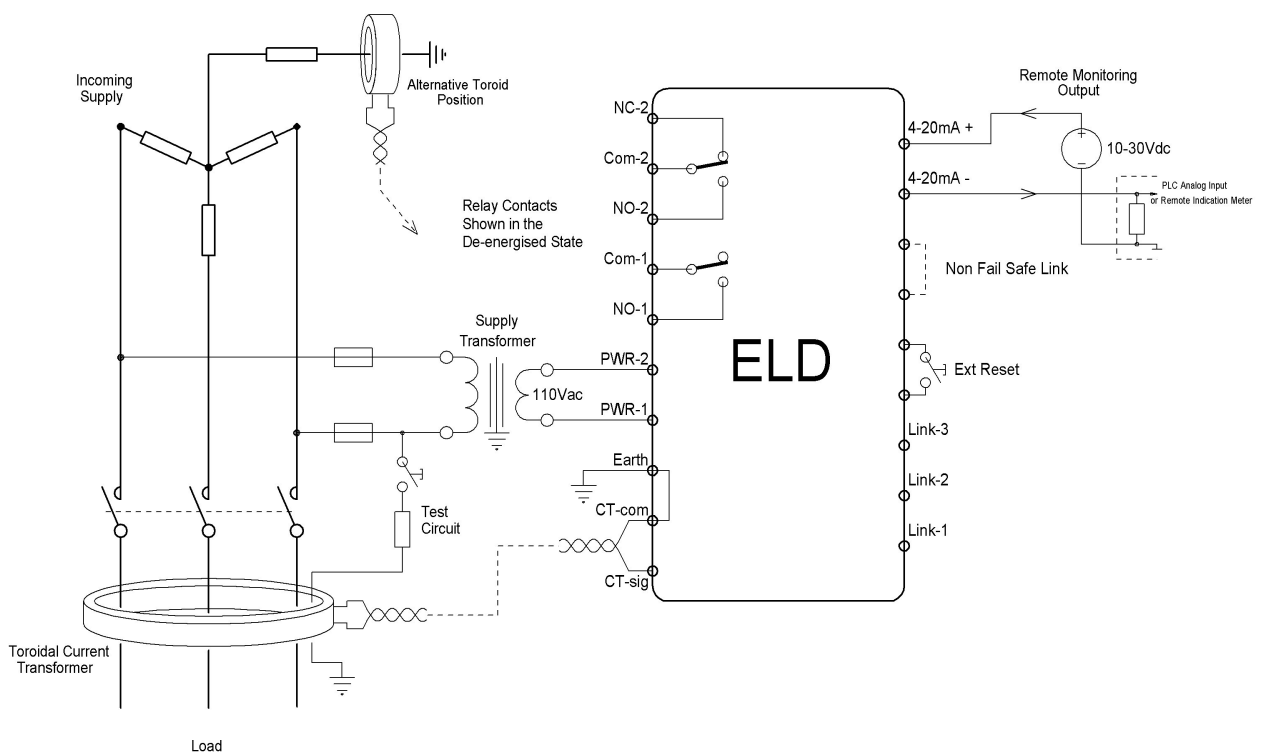 Incoming
Supply
Alternative Toroid
Position
Relay Contacts
Shown in the
De-energised State
Supply
Transformer
110Vac
Test
Circuit
Toroidal Current
Transformer
Load
NC-2
Com-2
NO-2
Com-1
NO-1
PWR-2
PWR-1
Earth
CT-com
CT-sig
ELD
4-20mA +
4-20mA -
Remote Monitoring
Output
+
10-30Vdc
−
PLC Analog Input
or Remote Indication Meter
Non Fail Safe Link
Ext Reset
Link-3
Link-2
Link-1